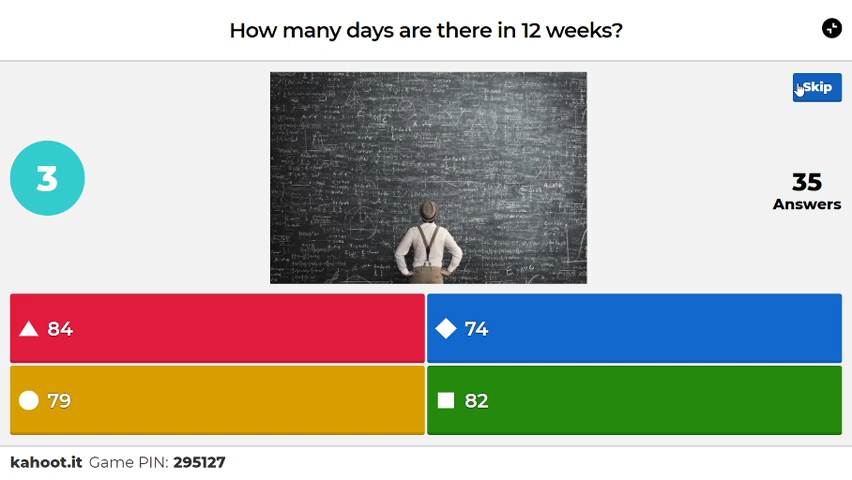 How many days are there in 12 weeks?
Skip
3
35
Answers
84
74
79
82
kahoot.it Game PIN: 295127